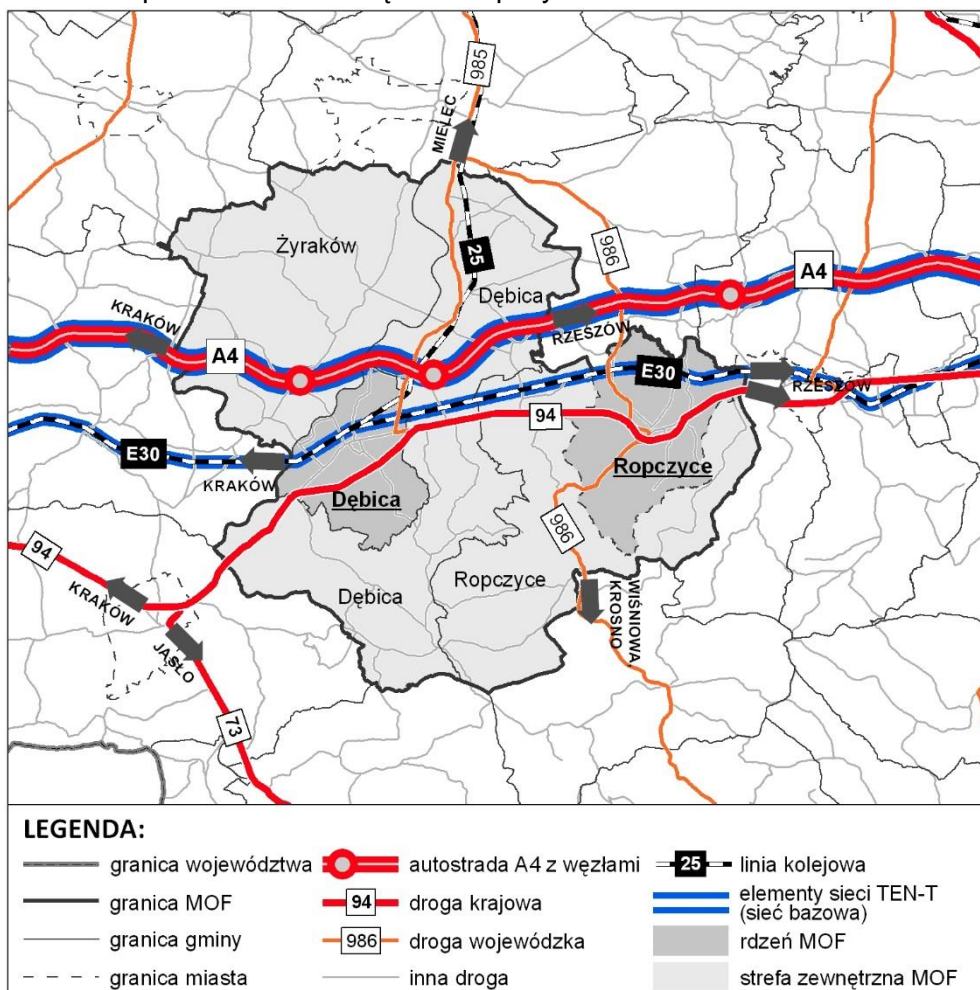 985
MIELEC
Żyraków
25
986
Dębica
A4
KRAKÓW
RZESZÓW
A4
E30
RZESZÓW
94
E30
KRAKÓW
Ropczyce
Dębica
986
94
Dębica
Ropczyce
WIŚNIOWA
KROSNO
KRAKÓW
JASŁO
73
LEGENDA:
granica województwa
autostrada A4 z węzłami
25 linia kolejowa
granica MOF
94 droga krajowa
elementy sieci TEN-T
(sieć bazowa)
granica gminy
986 droga wojewódzka
rdzeń MOF
granica miasta
inna droga
strefa zewnętrzna MOF